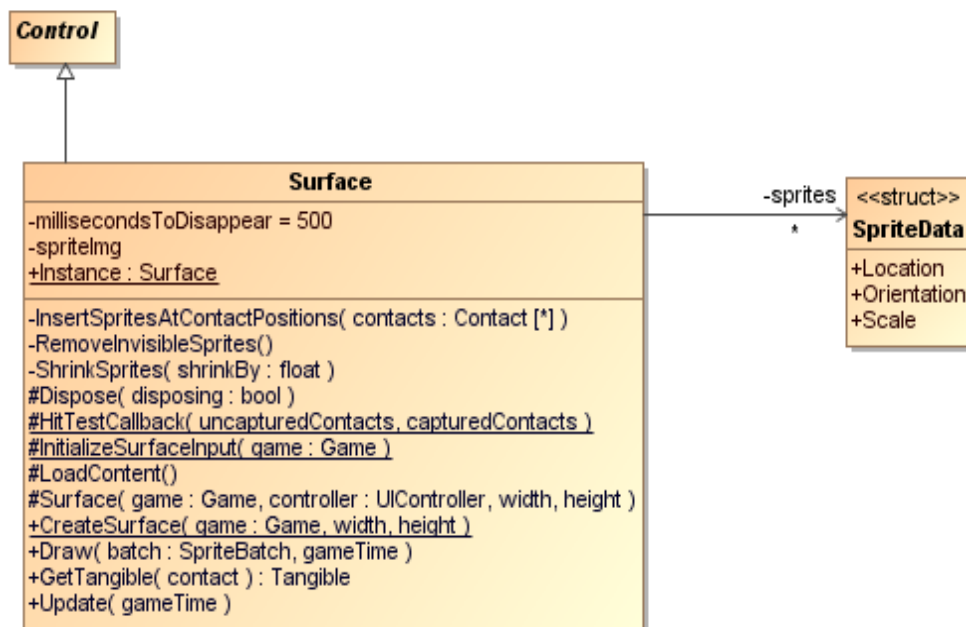 Control
Surface
-millisecondsToDisappear = 500
-spriteImg
+Instance : Surface
-InsertSpritesAtContactPositions( contacts : Contact [*] )
-RemoveInvisibleSprites()
-ShrinkSprites( shrinkBy : float )
#Dispose( disposing : bool )
#HitTestCallback( uncapturedContacts, capturedContacts )
#InitializeSurfaceInput( game : Game )
#LoadContent()
#Surface( game : Game, controller : UIController, width, height )
+CreateSurface( game : Game, width, height )
+Draw( batch : SpriteBatch, gameTime )
+GetTangible( contact ) : Tangible
+Update( gameTime )
-sprites
*
<<struct>>
SpriteData
+Location
+Orientation
+Scale